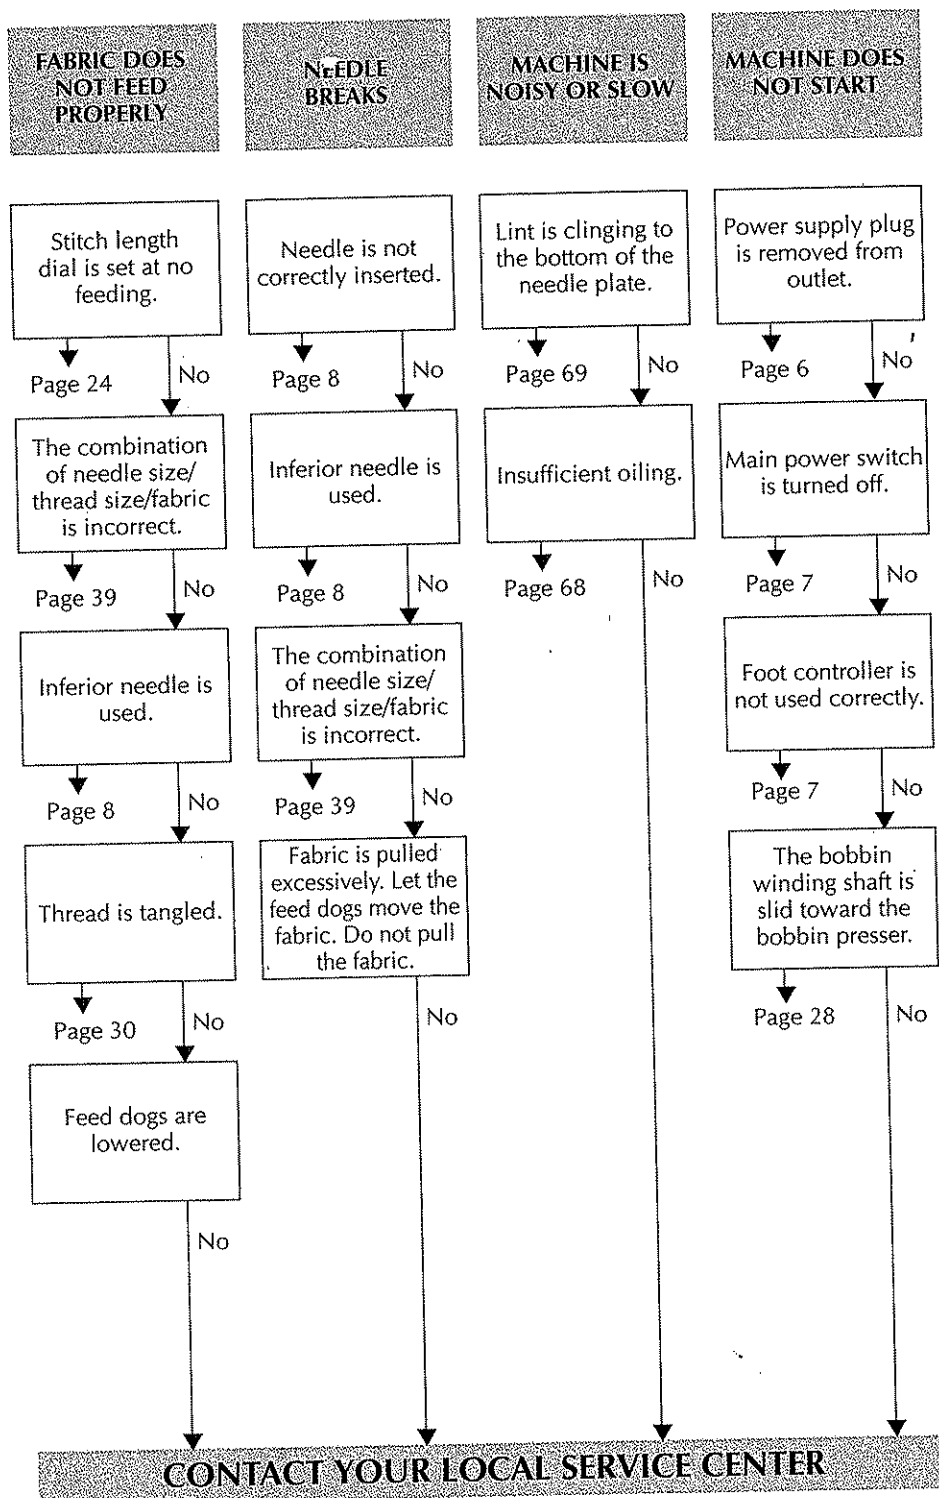 FABRIC DOES
NOT FEED
PROPERLY
Stitch length
dial is set at no
feeding.
Page 24
No
The combination
of needle size/
thread size/fabric
is incorrect.
Page 39
No
Inferior needle is
used.
Page 8
No
Thread is tangled.
Page 30
No
Feed dogs are
lowered.
No
NEEDLE
BREAKS
Needle is not
correctly inserted.
Page 8
No
Inferior needle is
used.
Page 8
No
The combination
of needle size/
thread size/fabric
is incorrect.
Page 39
No
Fabric is pulled
excessively. Let the
feed dogs move the
fabric. Do not pull
the fabric.
No
MACHINE IS
NOISY OR SLOW
Lint is clinging to
the bottom of the
needle plate.
Page 69
No
Insufficient oiling.
Page 68
No
MACHINE DOES
NOT START
Power supply plug
is removed from
outlet.
Page 6
No
Main power switch
is turned off.
Page 7
No
Foot controller is
not used correctly.
Page 7
No
The bobbin
winding shaft is
slid toward the
bobbin presser.
Page 28
No
CONTACT YOUR LOCAL SERVICE CENTER